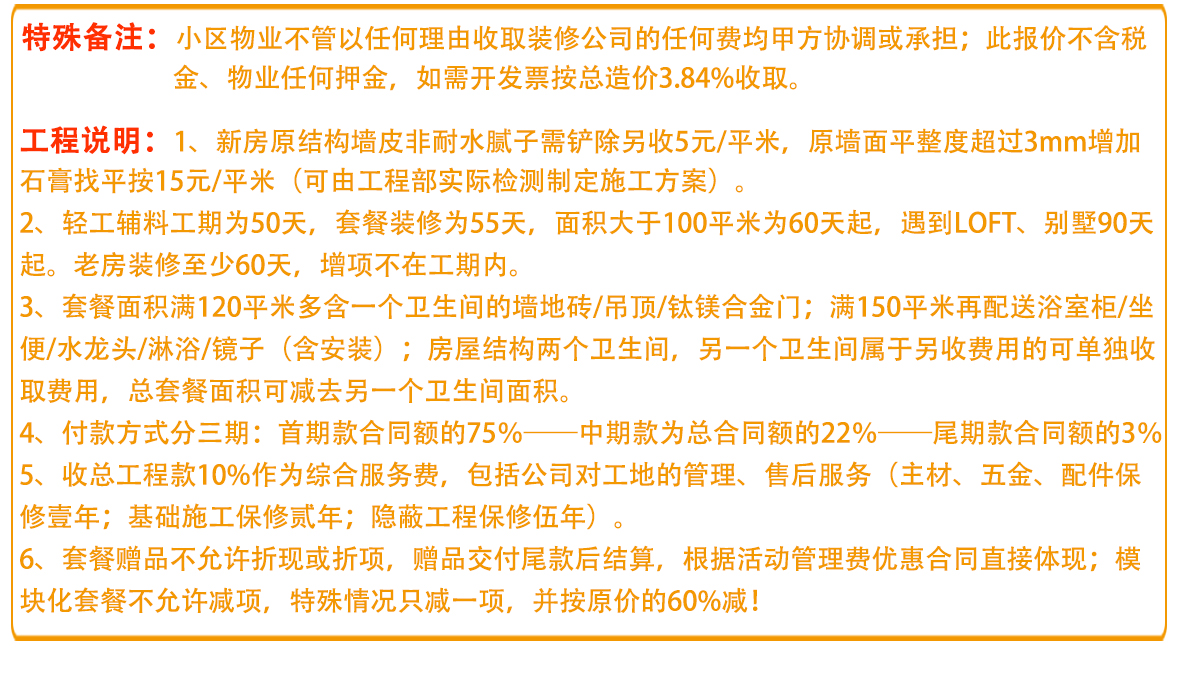 特殊备注：小区物业不管以任何理由收取装修公司的任何费均甲方协调或承担；此报价不含税
金、物业任何押金，如需开发票按总造价3.84%收取。
工程说明：1、新房原结构墙皮非耐水腻子需铲除另收5元/平米，原墙面平整度超过3mm增加
石膏找平按15元/平米（可由工程部实际检测制定施工方案）。
2、轻工辅料工期为50天，套餐装修为55天，面积大于100平米为60天起，遇到LOFT、别墅90天
起。老房装修至少60天，增项不在工期内。
3、套餐面积满120平米多含一个卫生间的墙地砖/吊顶/钛镁合金门；满150平米再配送浴室柜/坐
便/水龙头/淋浴/镜子（含安装）；房屋结构两个卫生间，另一个卫生间属于另收费用的可单独收
取费用，总套餐面积可减去另一个卫生间面积。
4、付款方式分三期：首期款合同额的75%——中期款为总合同额的22%——尾期款合同额的3%
5、收总工程款10%作为综合服务费，包括公司对工地的管理、售后服务（主材、五金、配件保
修壹年；基础施工保修贰年；隐蔽工程保修伍年）。
6、套餐赠品不允许折现或折项，赠品交付尾款后结算，根据活动管理费优惠合同直接体现；模
块化套餐不允许减项，特殊情况只减一项，并按原价的60%减！